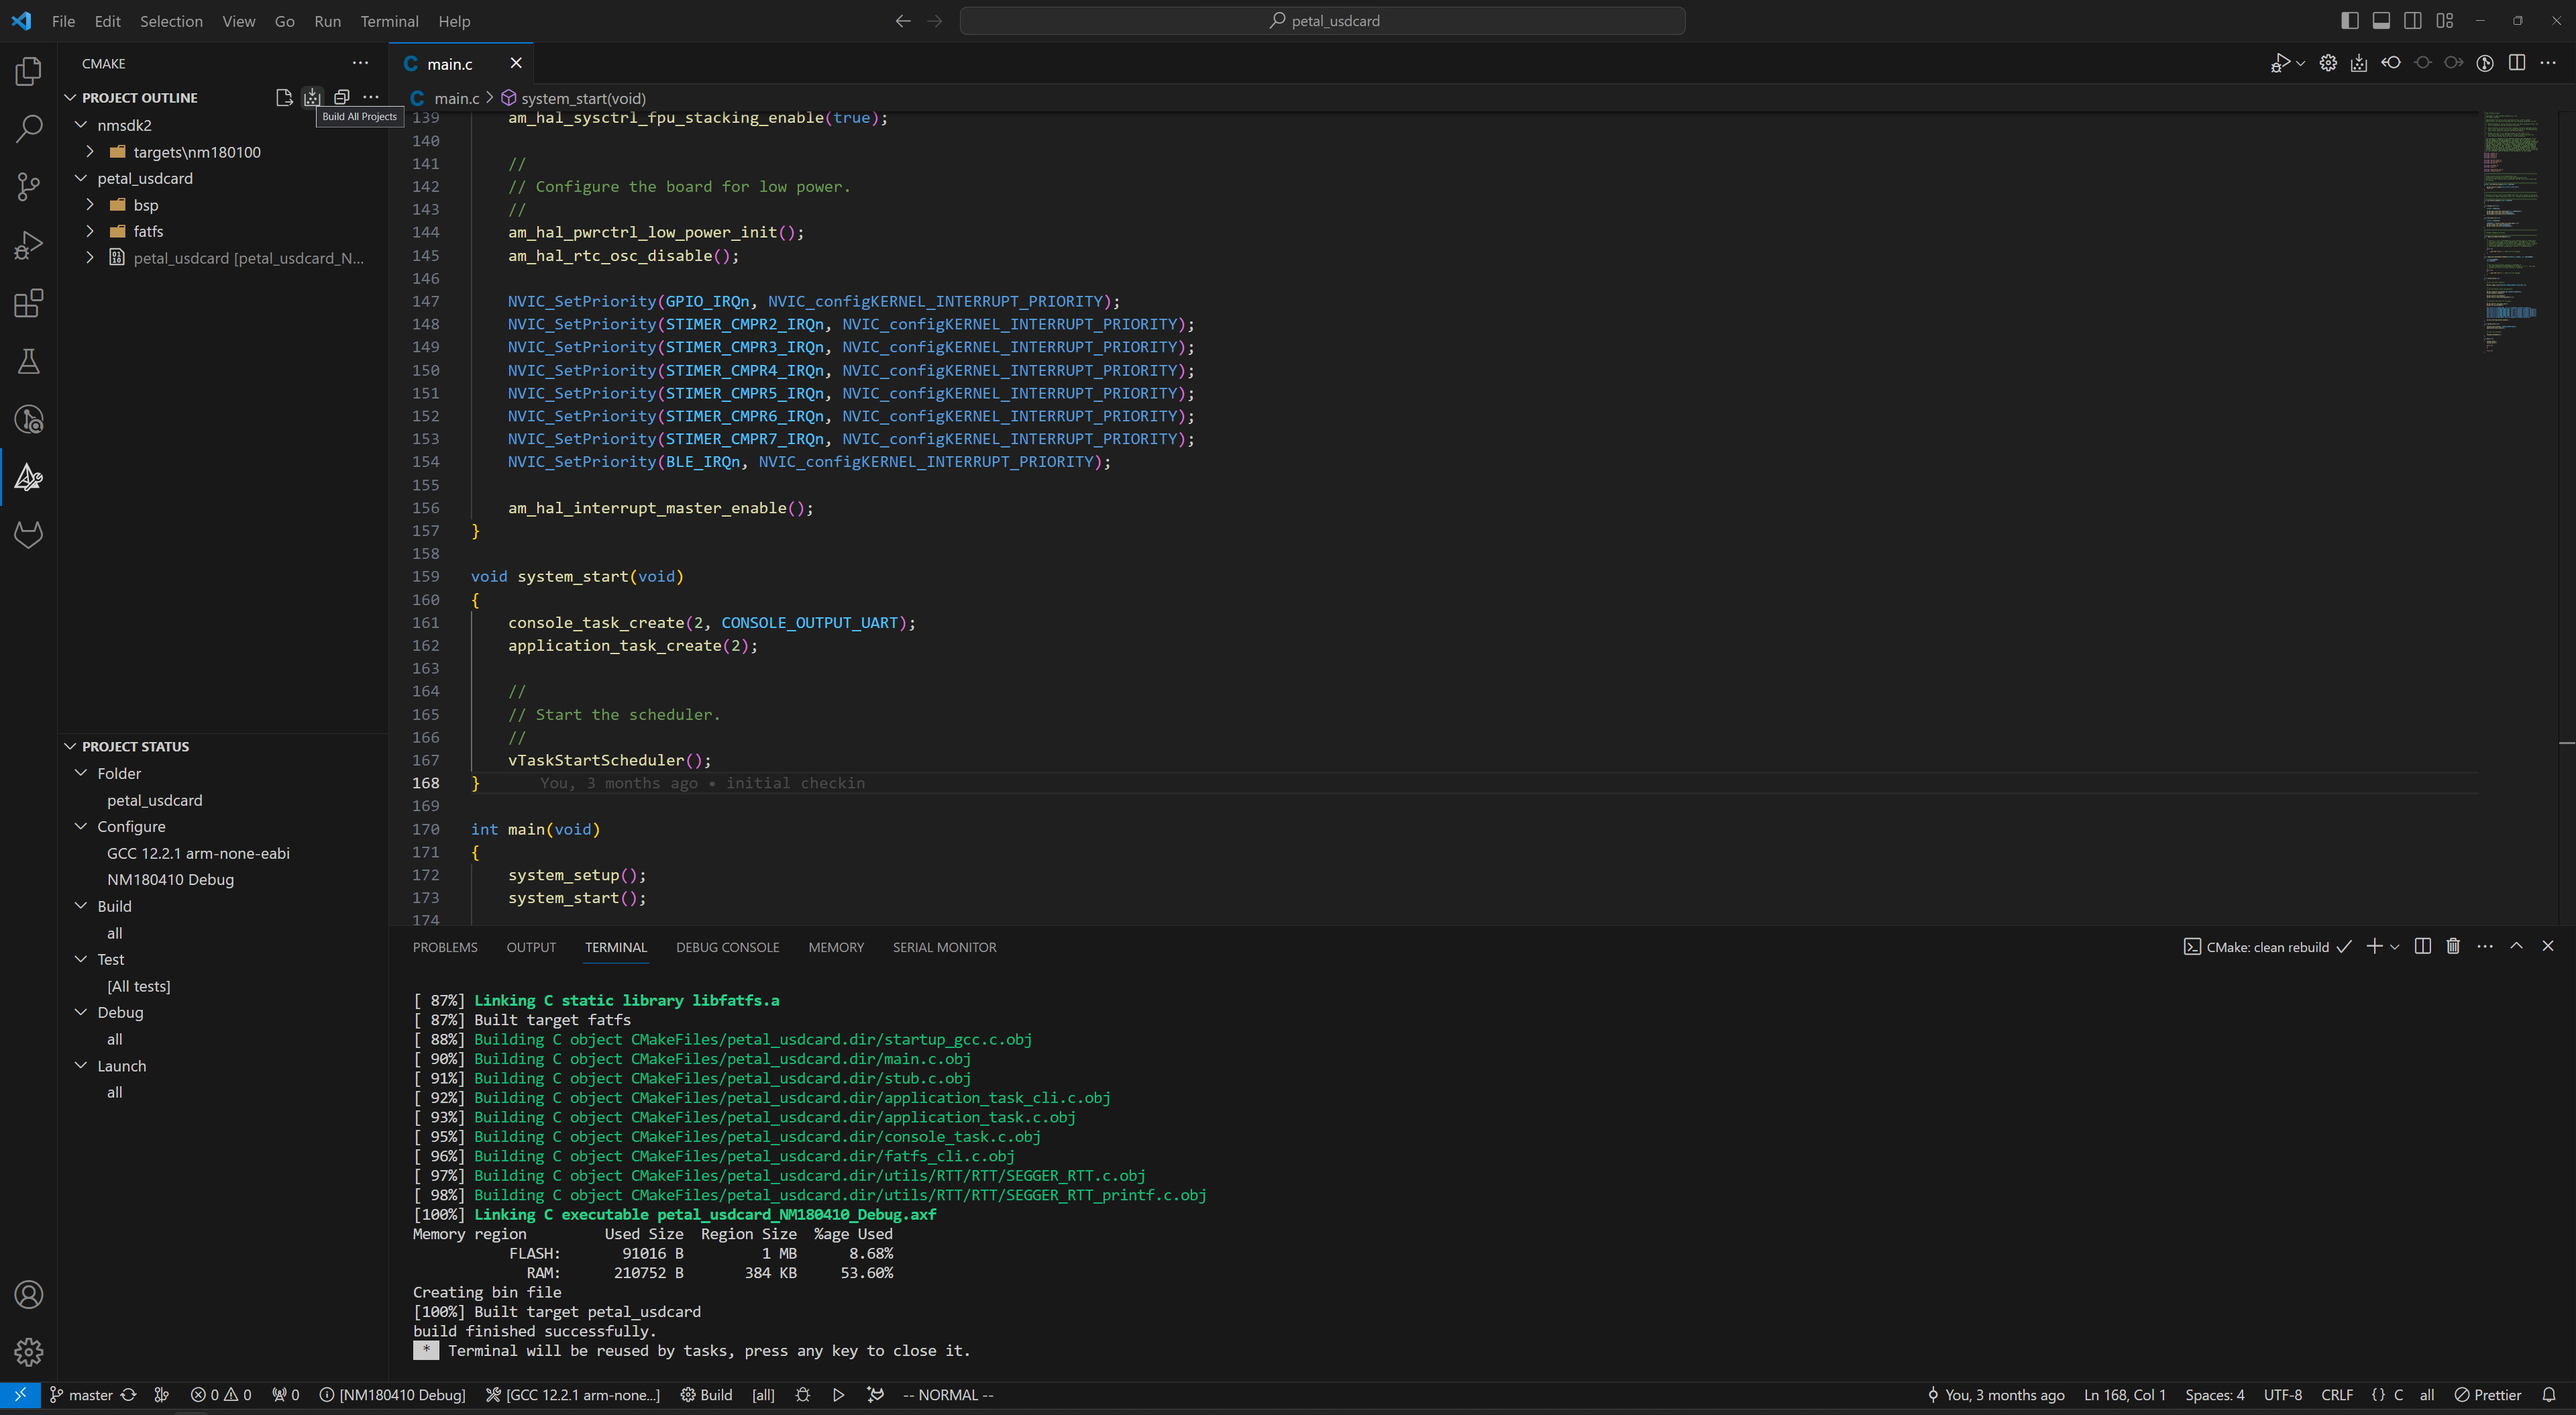 File Edit Selection View Go Run Terminal Help
petal_usdcard
CMAKE
PROJECT OUTLINE
Build All Projects
nmsdk2
targets\nm180100
petal_usdcard
bsp
fatfs
petal_usdcard [petal_usdcard_N...
PROJECT STATUS
Folder
petal_usdcard
Configure
GCC 12.2.1 arm-none-eabi
NM180410 Debug
Build
all
Test
[All tests]
Debug
all
Launch
all
C main.c
C main.c > system_start(void)
139 am_hal_sysctrl_fpu_stacking_enable(true);
140
141 //
142 // Configure the board for low power.
143 //
144 am_hal_pwrctrl_low_power_init();
145 am_hal_rtc_osc_disable();
146
147 NVIC_SetPriority(GPIO_IRQn, NVIC_configKERNEL_INTERRUPT_PRIORITY);
148 NVIC_SetPriority(STIMER_CMPR2_IRQn, NVIC_configKERNEL_INTERRUPT_PRIORITY);
149 NVIC_SetPriority(STIMER_CMPR3_IRQn, NVIC_configKERNEL_INTERRUPT_PRIORITY);
150 NVIC_SetPriority(STIMER_CMPR4_IRQn, NVIC_configKERNEL_INTERRUPT_PRIORITY);
151 NVIC_SetPriority(STIMER_CMPR5_IRQn, NVIC_configKERNEL_INTERRUPT_PRIORITY);
152 NVIC_SetPriority(STIMER_CMPR6_IRQn, NVIC_configKERNEL_INTERRUPT_PRIORITY);
153 NVIC_SetPriority(STIMER_CMPR7_IRQn, NVIC_configKERNEL_INTERRUPT_PRIORITY);
154 NVIC_SetPriority(BLE_IRQn, NVIC_configKERNEL_INTERRUPT_PRIORITY);
155
156 am_hal_interrupt_master_enable();
157 }
158
159 void system_start(void)
160 {
161 console_task_create(2, CONSOLE_OUTPUT_UART);
162 application_task_create(2);
163
164 //
165 // Start the scheduler.
166 //
167 vTaskStartScheduler();
168 } You, 3 months ago • initial checkin
169
170 int main(void)
171 {
172 system_setup();
173 system_start();
174
PROBLEMS OUTPUT TERMINAL DEBUG CONSOLE MEMORY SERIAL MONITOR
CMake: clean rebuild
[ 87%] Linking C static library libfatfs.a
[ 87%] Built target fatfs
[ 88%] Building C object CMakeFiles/petal_usdcard.dir/startup_gcc.c.obj
[ 90%] Building C object CMakeFiles/petal_usdcard.dir/main.c.obj
[ 91%] Building C object CMakeFiles/petal_usdcard.dir/stub.c.obj
[ 92%] Building C object CMakeFiles/petal_usdcard.dir/application_task_cli.c.obj
[ 93%] Building C object CMakeFiles/petal_usdcard.dir/application_task.c.obj
[ 95%] Building C object CMakeFiles/petal_usdcard.dir/console_task.c.obj
[ 96%] Building C object CMakeFiles/petal_usdcard.dir/fatfs_cli.c.obj
[ 97%] Building C object CMakeFiles/petal_usdcard.dir/utils/RTT/RTT/SEGGER_RTT.c.obj
[ 98%] Building C object CMakeFiles/petal_usdcard.dir/utils/RTT/RTT/SEGGER_RTT_printf.c.obj
[100%] Linking C executable petal_usdcard_NM180410_Debug.axf
Memory region Used Size Region Size %age Used
FLASH: 91016 B 1 MB 8.68%
RAM: 210752 B 384 KB 53.60%
Creating bin file
[100%] Built target petal_usdcard
build finished successfully.
* Terminal will be reused by tasks, press any key to close it.
master 0 0 0 [NM180410 Debug] [GCC 12.2.1 arm-none...] Build [all] -- NORMAL -- You, 3 months ago Ln 168, Col 1 Spaces: 4 UTF-8 CRLF {} C all Prettier